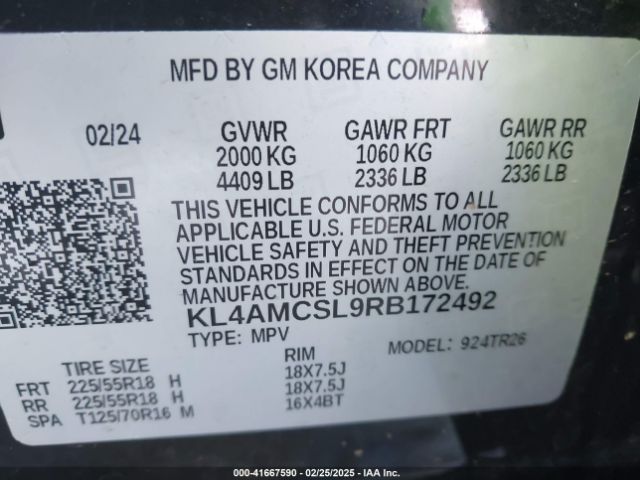 MFD BY GM KOREA COMPANY
02/24 GVWR GAWR FRT GAWR RR
2000 KG 1060 KG 1060 KG
4409 LB 2336 LB 2336 LB
THIS VEHICLE CONFORMS TO ALL
APPLICABLE U.S. FEDERAL MOTOR
VEHICLE SAFETY AND THEFT PREVENTION
STANDARDS IN EFFECT ON THE DATE OF
MANUFACTURE SHOWN ABOVE.
KL4AMCSL9RB172492
TYPE: MPV MODEL: 924TR26
TIRE SIZE RIM
FRT 225/55R18 H 18X7.5J
RR 225/55R18 H 18X7.5J
SPA T125/70R16 M 16X4BT
000-41667590 - 02/25/2025 - IAA Inc.